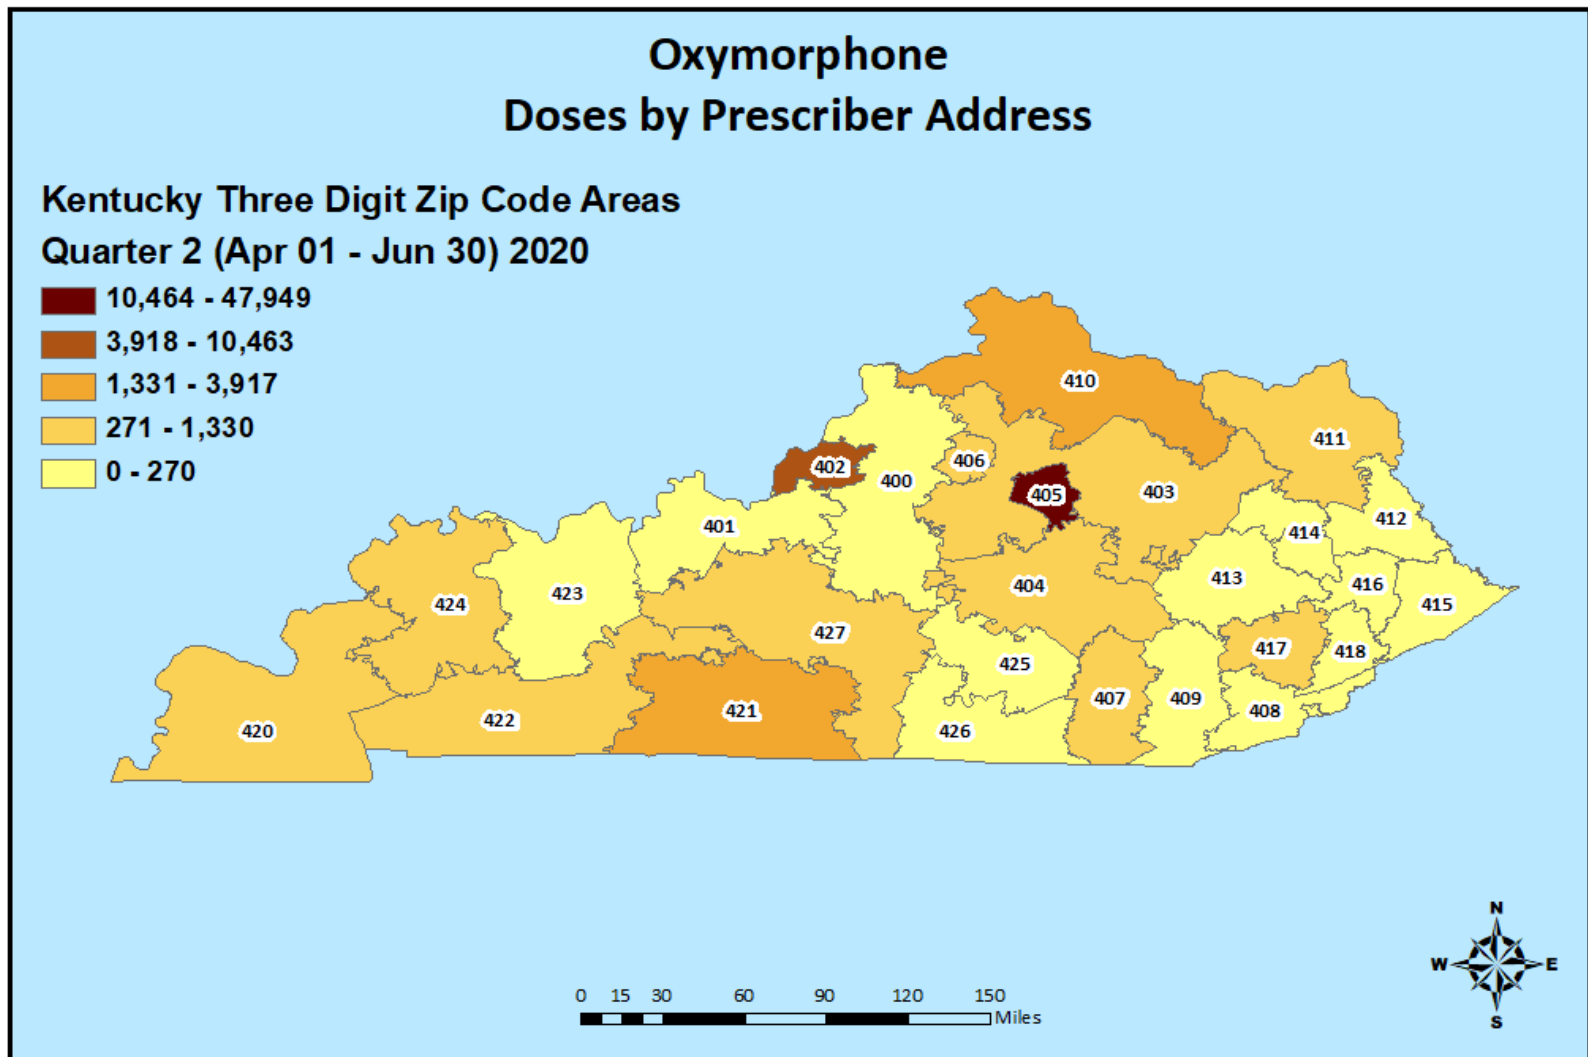 Oxymorphone
Doses by Prescriber Address
Kentucky Three Digit Zip Code Areas
Quarter 2 (Apr 01 - Jun 30) 2020
10,464 - 47,949
3,918 - 10,463
1,331 - 3,917
271 - 1,330
0 - 270
410
411
402
406
400
405
403
401
412
414
424
423
404
413
416
415
427
425
417
418
420
422
421
426
407
409
408
N
W E
S
0 15 30 60 90 120 150
Miles